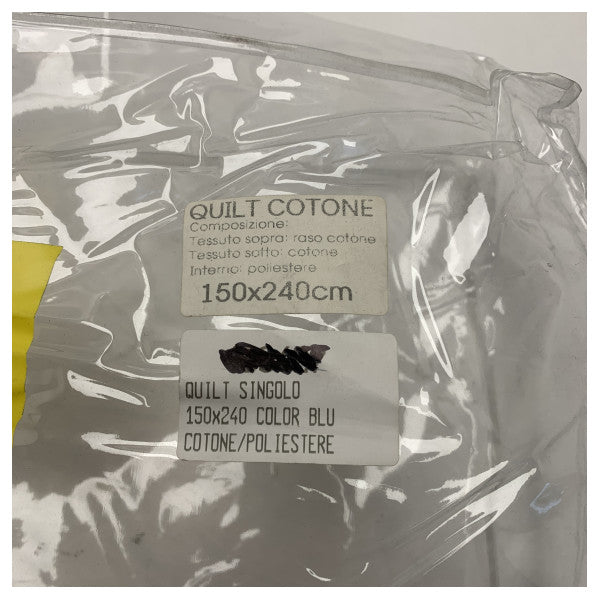 QUILT COTONE
Composizione:
Tessuto sopra: raso cotone
Tessuto sotto: cotone
Interno: poliestere
150x240cm
QUILT SINGOLO
150x240 COLOR BLU
COTONE/POLIESTERE